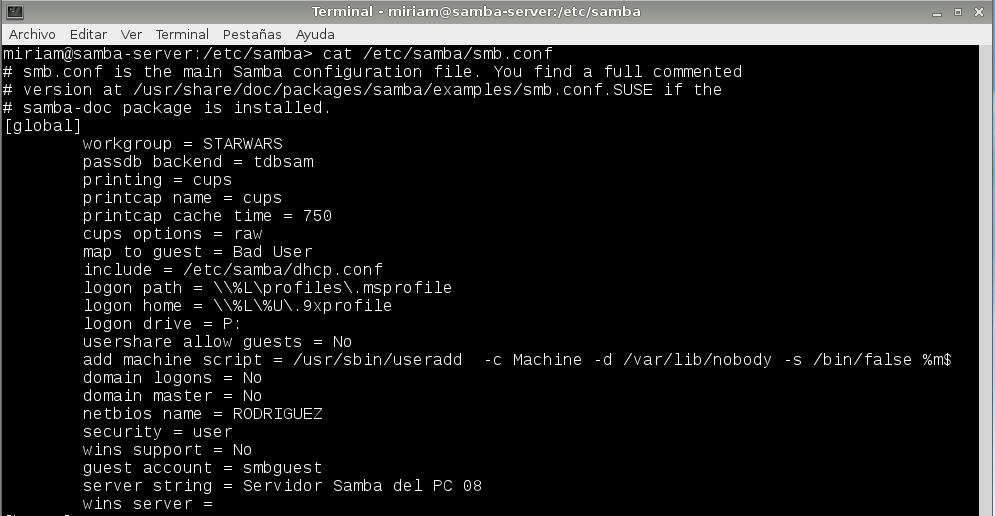 Terminal - miriam@samba-server:/etc/samba
Archivo Editar Ver Terminal Pestañas Ayuda
miriam@samba-server:/etc/samba> cat /etc/samba/smb.conf
# smb.conf is the main Samba configuration file. You find a full commented
# version at /usr/share/doc/packages/samba/examples/smb.conf.SUSE if the
# samba-doc package is installed.
[global]
        workgroup = STARWARS
        passdb backend = tdbsam
        printing = cups
        printcap name = cups
        printcap cache time = 750
        cups options = raw
        map to guest = Bad User
        include = /etc/samba/dhcp.conf
        logon path = \\%L\profiles\.msprofile
        logon home = \\%L\%U\.9xprofile
        logon drive = P:
        usershare allow guests = No
        add machine script = /usr/sbin/useradd  -c Machine -d /var/lib/nobody -s /bin/false %m$
        domain logons = No
        domain master = No
        netbios name = RODRIGUEZ
        security = user
        wins support = No
        guest account = smbguest
        server string = Servidor Samba del PC 08
        wins server =